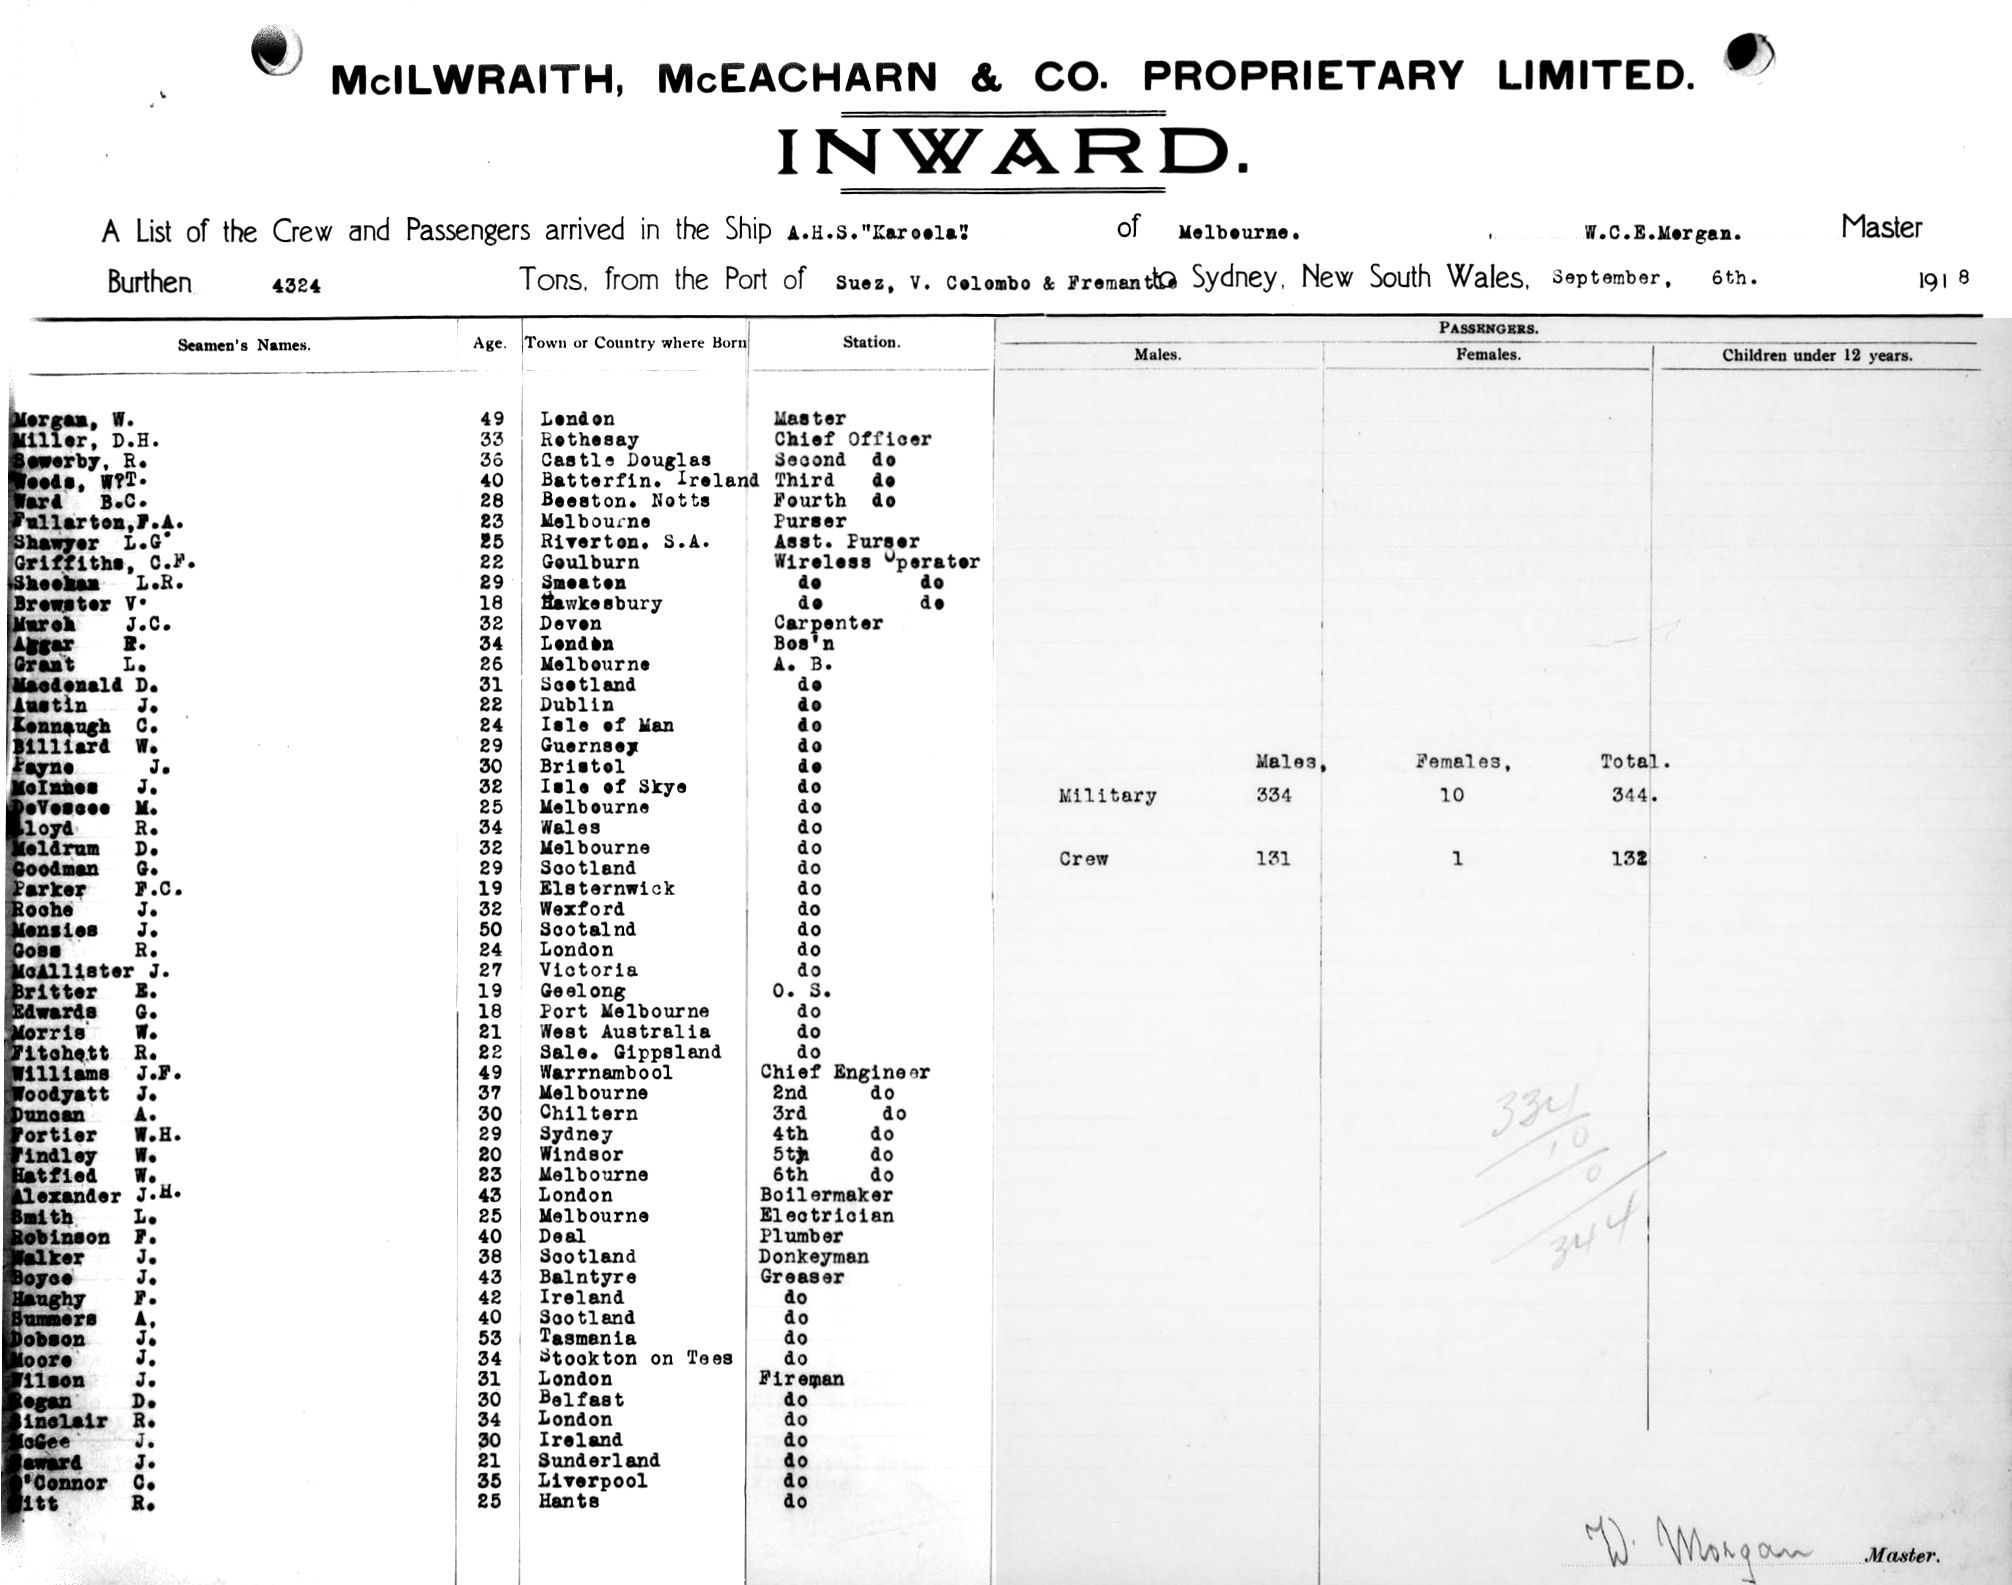 McILWRAITH, McEACHARN & CO. PROPRIETARY LIMITED.
INWARD.
A List of the Crew and Passengers arrived in the Ship A.H.S."Karoola". of Melbourne. , W.C.E.Morgan. Master
Burthen 4324 Tons, from the Port of Suez, V. Colombo & Fremantle to Sydney, New South Wales, September, 6th. 1918
Seamen's Names. Age. Town or Country where Born Station. PASSENGERS.
Males. Females. Children under 12 years.
Morgan, W. 49 London Master
Miller, D.H. 33 Rothesay Chief Officer
Sowerby, R. 36 Castle Douglas Second do
Woods, W?T. 40 Batterfin. Ireland Third do
Ward B.C. 28 Beeston. Notts Fourth do
Fullarton,F.A. 23 Melbourne Purser
Shawyer L.G. 25 Riverton. S.A. Asst. Purser
Griffiths, C.F. 22 Goulburn Wireless Operator
Sheehan L.R. 29 Smeaton do do
Brewster V. 18 Hawkesbury do do
Murch J.C. 32 Devon Carpenter
Aggar E. 34 London Bos'n
Grant L. 26 Melbourne A. B.
Macdonald D. 31 Scotland do
Austin J. 22 Dublin do
Kennaugh C. 24 Isle of Man do
Billiard W. 29 Guernsey do
Payne J. 30 Bristol do
McInnes J. 32 Isle of Skye do
DeVescoe M. 25 Melbourne do
Lloyd R. 34 Wales do
Meldrum D. 32 Melbourne do
Goodman G. 29 Scotland do
Parker F.C. 19 Elsternwick do
Roche J. 32 Wexford do
Mensies J. 50 Scotalnd do
Goss R. 24 London do
McAllister J. 27 Victoria do
Britter E. 19 Geelong O. S.
Edwards G. 18 Port Melbourne do
Morris W. 21 West Australia do
Fitchett R. 22 Sale. Gippsland do
Williams J.F. 49 Warrnambool Chief Engineer
Woodyatt J. 37 Melbourne 2nd do
Duncan A. 30 Chiltern 3rd do
Fortier W.H. 29 Sydney 4th do
Findley W. 20 Windsor 5th do
Hatfied W. 23 Melbourne 6th do
Alexander J.H. 43 London Boilermaker
Smith L. 25 Melbourne Electrician
Robinson F. 40 Deal Plumber
Walker J. 38 Scotland Donkeyman
Boyce J. 43 Balntyre Greaser
Haughy F. 42 Ireland do
Summers A, 40 Scotland do
Dobson J. 53 Tasmania do
Moore J. 34 Stockton on Tees do
Wilson J. 31 London Fireman
Regan D. 30 Belfast do
Sinclair R. 34 London do
McGee J. 30 Ireland do
J. 21 Sunderland do
O'Connor C. 35 Liverpool do
R. 25 Hants do
Males, Females, Total.
Military 334 10 344.
Crew 131 1 132
334
10
0
344
W. Morgan Master.